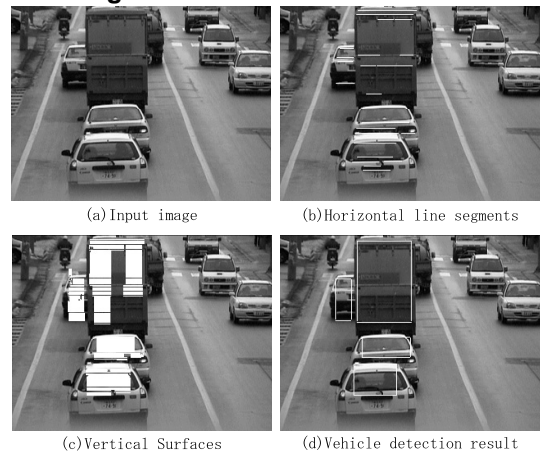 (a)Input image
(b)Horizontal line segments
(c)Vertical Surfaces
(d)Vehicle detection result